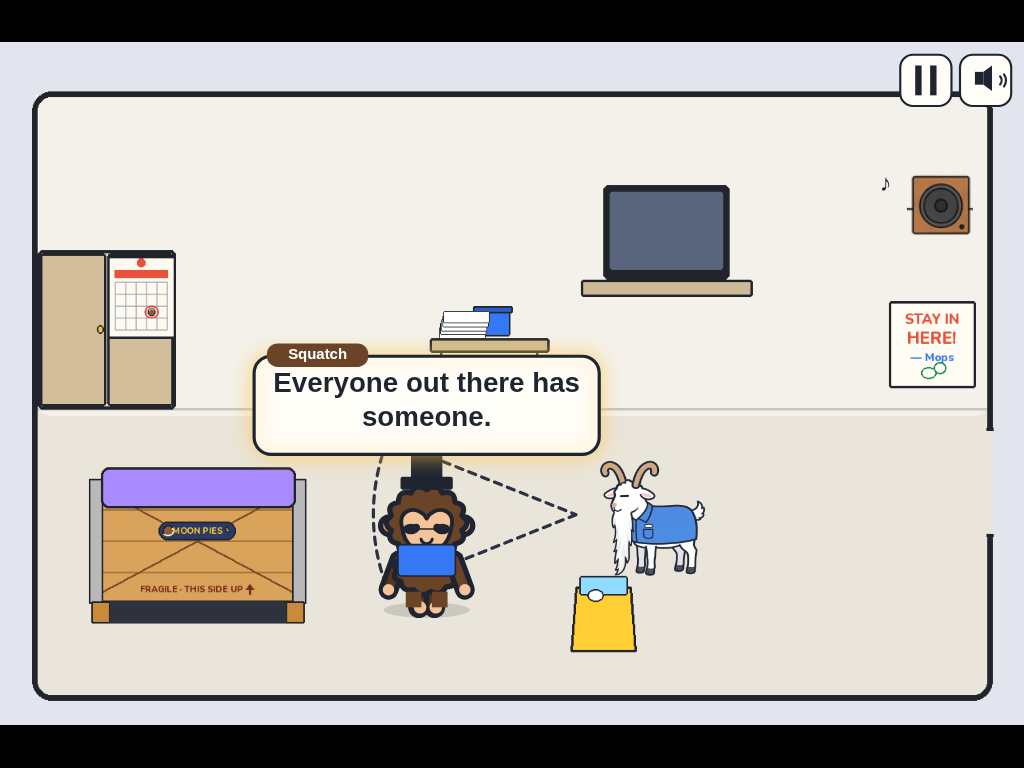 STAY IN
HERE!
— Mops
Squatch
Everyone out there has
someone.
MOON PIES
FRAGILE · THIS SIDE UP